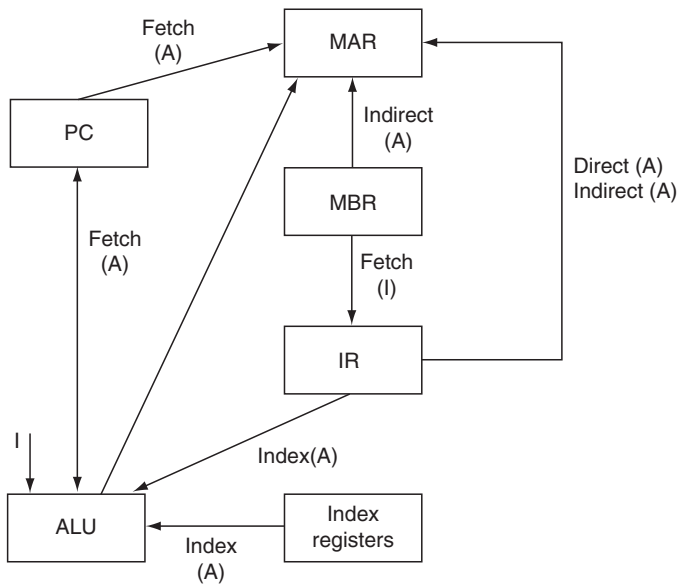 Fetch
(A)
MAR
PC
Indirect
(A)
Direct (A)
Indirect (A)
MBR
Fetch
(A)
Fetch
(I)
IR
I
Index(A)
ALU
Index
(A)
Index
registers